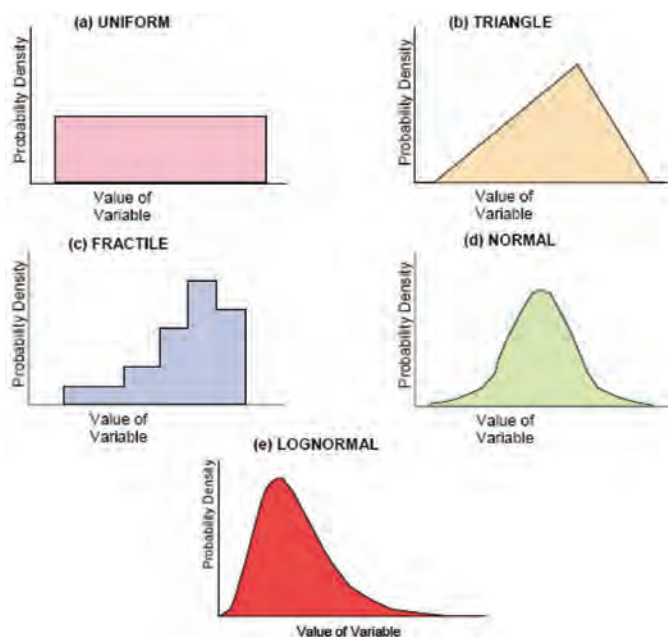 (a) UNIFORM
Probability Density
Value of
Variable
(b) TRIANGLE
Probability Density
Value of
Variable
(c) FRACTILE
Probability Density
Value of
Variable
(d) NORMAL
Probability Density
Value of
Variable
(e) LOGNORMAL
Probability Density
Value of Variable